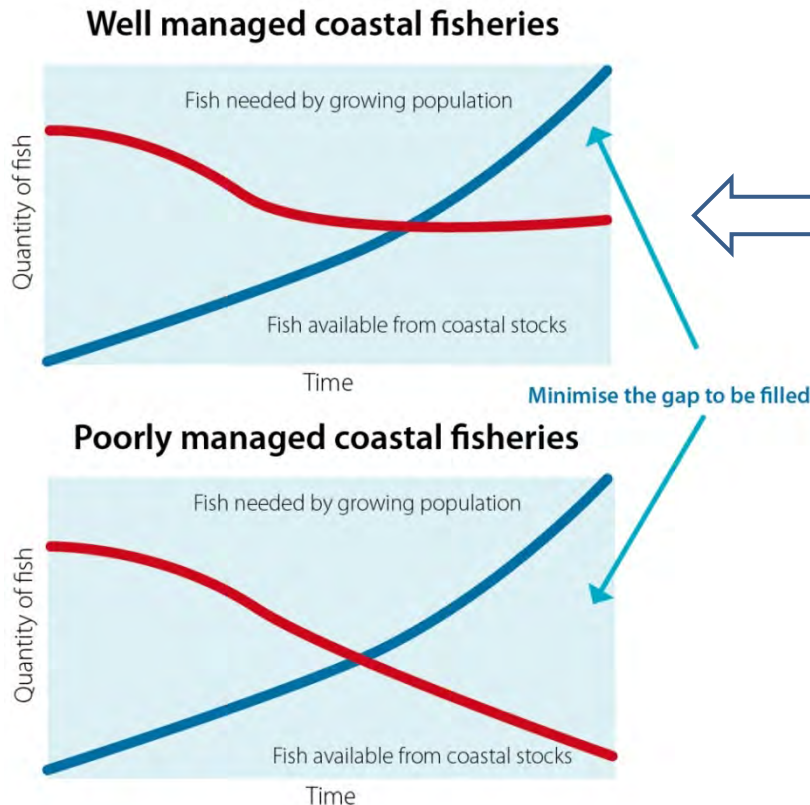 Well managed coastal fisheries
Fish needed by growing population
Quantity of fish
Fish available from coastal stocks
Time
Minimise the gap to be filled
Poorly managed coastal fisheries
Fish needed by growing population
Quantity of fish
Fish available from coastal stocks
Time